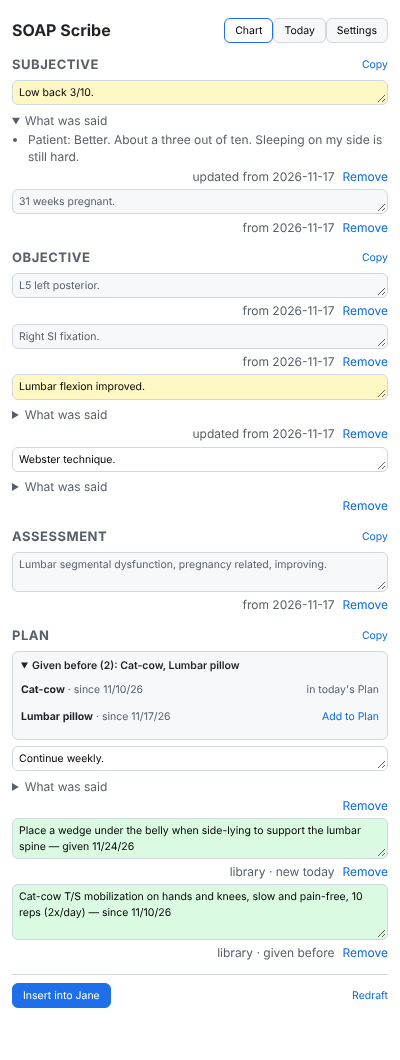 SOAP Scribe
Chart
Today
Settings
SUBJECTIVE
Copy
Low back 3/10.
▼ What was said
• Patient: Better. About a three out of ten. Sleeping on my side is
still hard.
updated from 2026-11-17 Remove
31 weeks pregnant.
from 2026-11-17 Remove
OBJECTIVE
Copy
L5 left posterior.
from 2026-11-17 Remove
Right SI fixation.
from 2026-11-17 Remove
Lumbar flexion improved.
▶ What was said
updated from 2026-11-17 Remove
Webster technique.
▶ What was said
Remove
ASSESSMENT
Copy
Lumbar segmental dysfunction, pregnancy related, improving.
from 2026-11-17 Remove
PLAN
Copy
▼ Given before (2): Cat-cow, Lumbar pillow
Cat-cow · since 11/10/26
in today's Plan
Lumbar pillow · since 11/17/26
Add to Plan
Continue weekly.
▶ What was said
Remove
Place a wedge under the belly when side-lying to support the lumbar
spine — given 11/24/26
library · new today Remove
Cat-cow T/S mobilization on hands and knees, slow and pain-free, 10
reps (2x/day) — since 11/10/26
library · given before Remove
Insert into Jane
Redraft